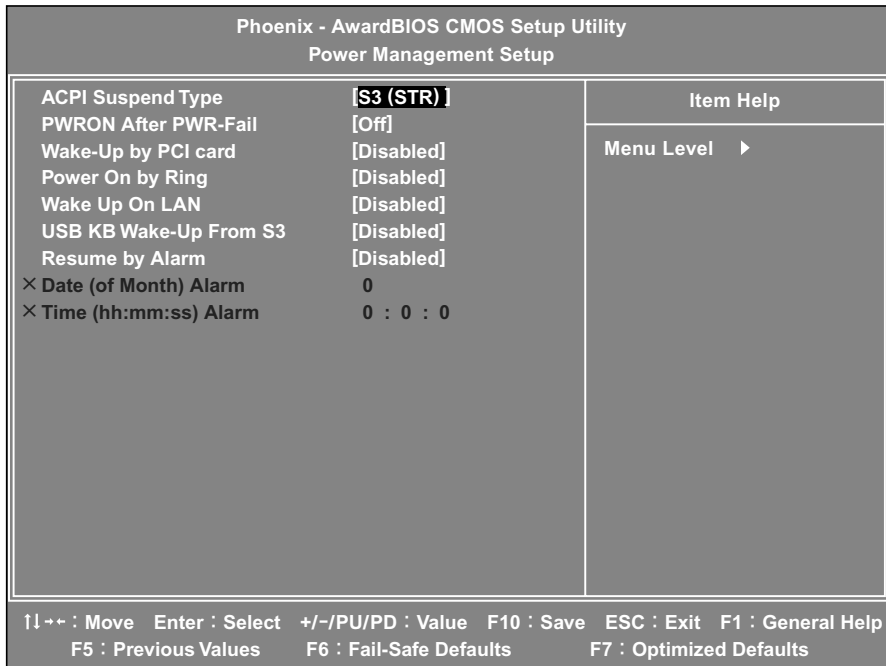 Phoenix - AwardBIOS CMOS Setup Utility
Power Management Setup
ACPI Suspend Type [S3 (STR) ]
PWRON After PWR-Fail [Off]
Wake-Up by PCI card [Disabled]
Power On by Ring [Disabled]
Wake Up On LAN [Disabled]
USB KB Wake-Up From S3 [Disabled]
Resume by Alarm [Disabled]
× Date (of Month) Alarm 0
× Time (hh:mm:ss) Alarm 0 : 0 : 0
Item Help
Menu Level ▶
↑↓→← : Move Enter : Select +/-/PU/PD : Value F10 : Save ESC : Exit F1 : General Help
F5 : Previous Values F6 : Fail-Safe Defaults F7 : Optimized Defaults